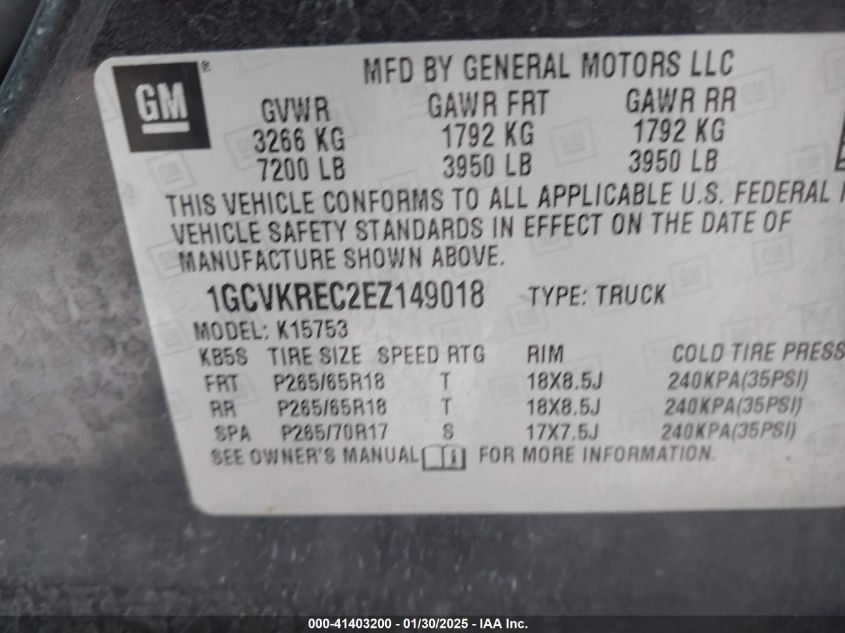 GM ® MFD BY GENERAL MOTORS LLC
GVWR GAWR FRT GAWR RR
3266 KG 1792 KG 1792 KG
7200 LB 3950 LB 3950 LB
THIS VEHICLE CONFORMS TO ALL APPLICABLE U.S. FEDERAL
VEHICLE SAFETY STANDARDS IN EFFECT ON THE DATE OF
MANUFACTURE SHOWN ABOVE.
1GCVKREC2EZ149018 TYPE: TRUCK
MODEL: K15753
KB5S TIRE SIZE SPEED RTG RIM COLD TIRE PRESS
FRT P265/65R18 T 18X8.5J 240KPA(35PSI)
RR P265/65R18 T 18X8.5J 240KPA(35PSI)
SPA P265/70R17 S 17X7.5J 240KPA(35PSI)
SEE OWNER'S MANUAL i FOR MORE INFORMATION.
000-41403200 - 01/30/2025 - IAA Inc.